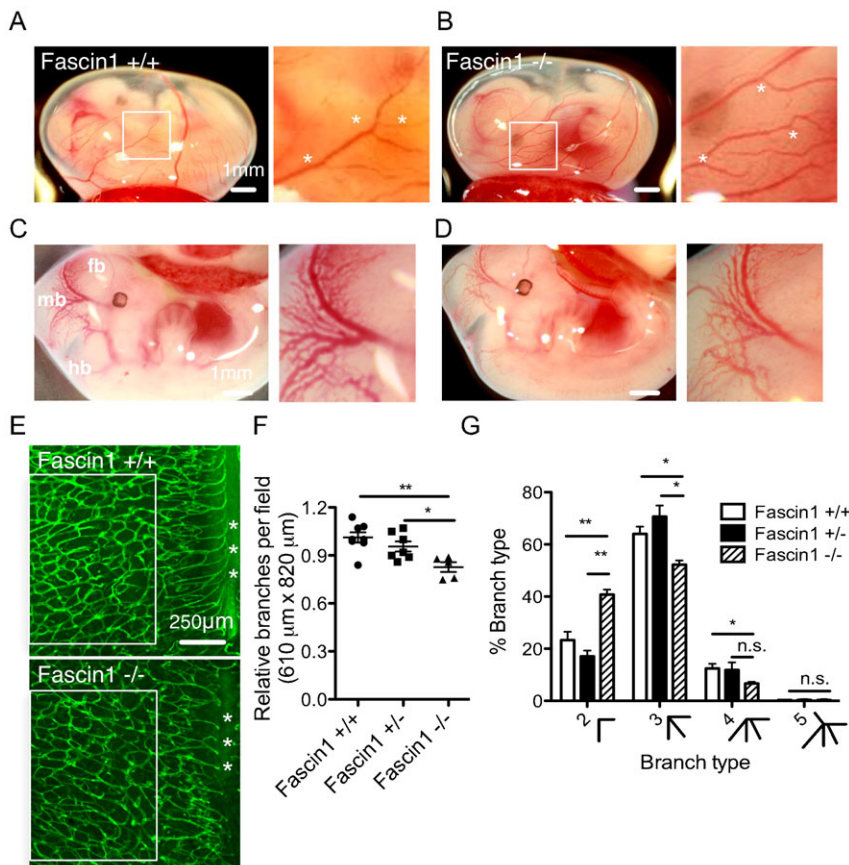 A
Fascin1 +/+
1mm
*
*
*
B
Fascin1 -/-
*
*
*
C
fb
mb
hb
1mm
D
E
Fascin1 +/+
*
*
*
250µm
Fascin1 -/-
*
*
*
F
Relative branches per field
(610 µm x 820 µm)
1.2
0.9
0.6
0.3
0.0
**
*
Fascin1 +/+
Fascin1 +/-
Fascin1 -/-
G
% Branch type
80
60
40
20
0
**
**
*
*
*
n.s.
n.s.
Fascin1 +/+
Fascin1 +/-
Fascin1 -/-
2
3
4
5
Branch type